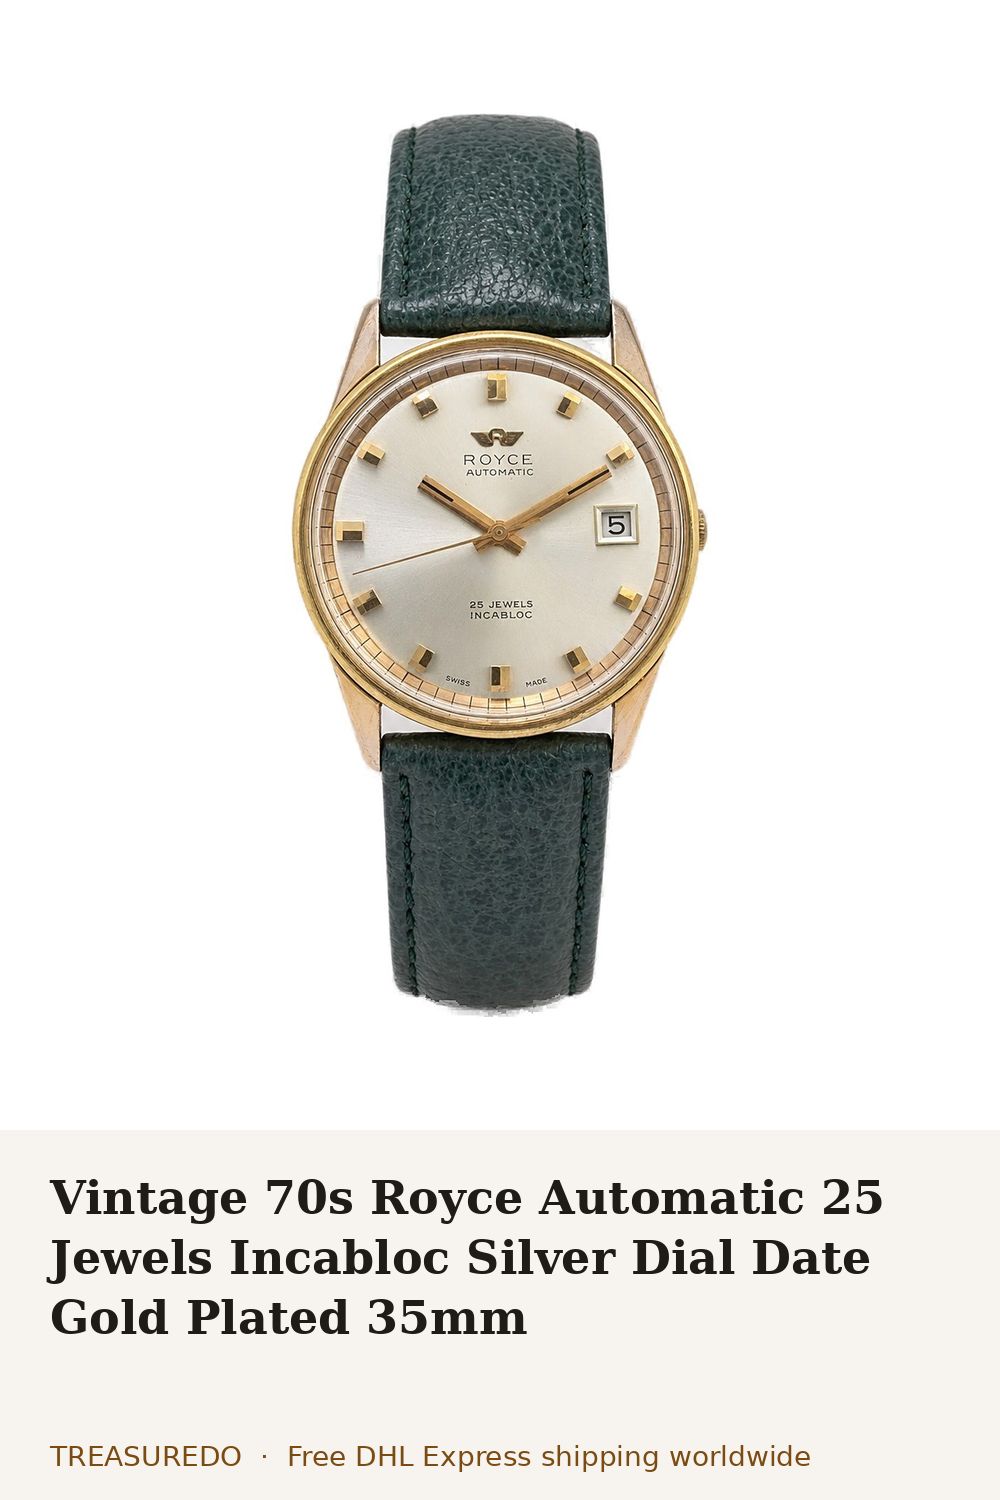 R
ROYCE
AUTOMATIC
5
25 JEWELS
INCABLOC
SWISS MADE
Vintage 70s Royce Automatic 25
Jewels Incabloc Silver Dial Date
Gold Plated 35mm
TREASUREDO · Free DHL Express shipping worldwide